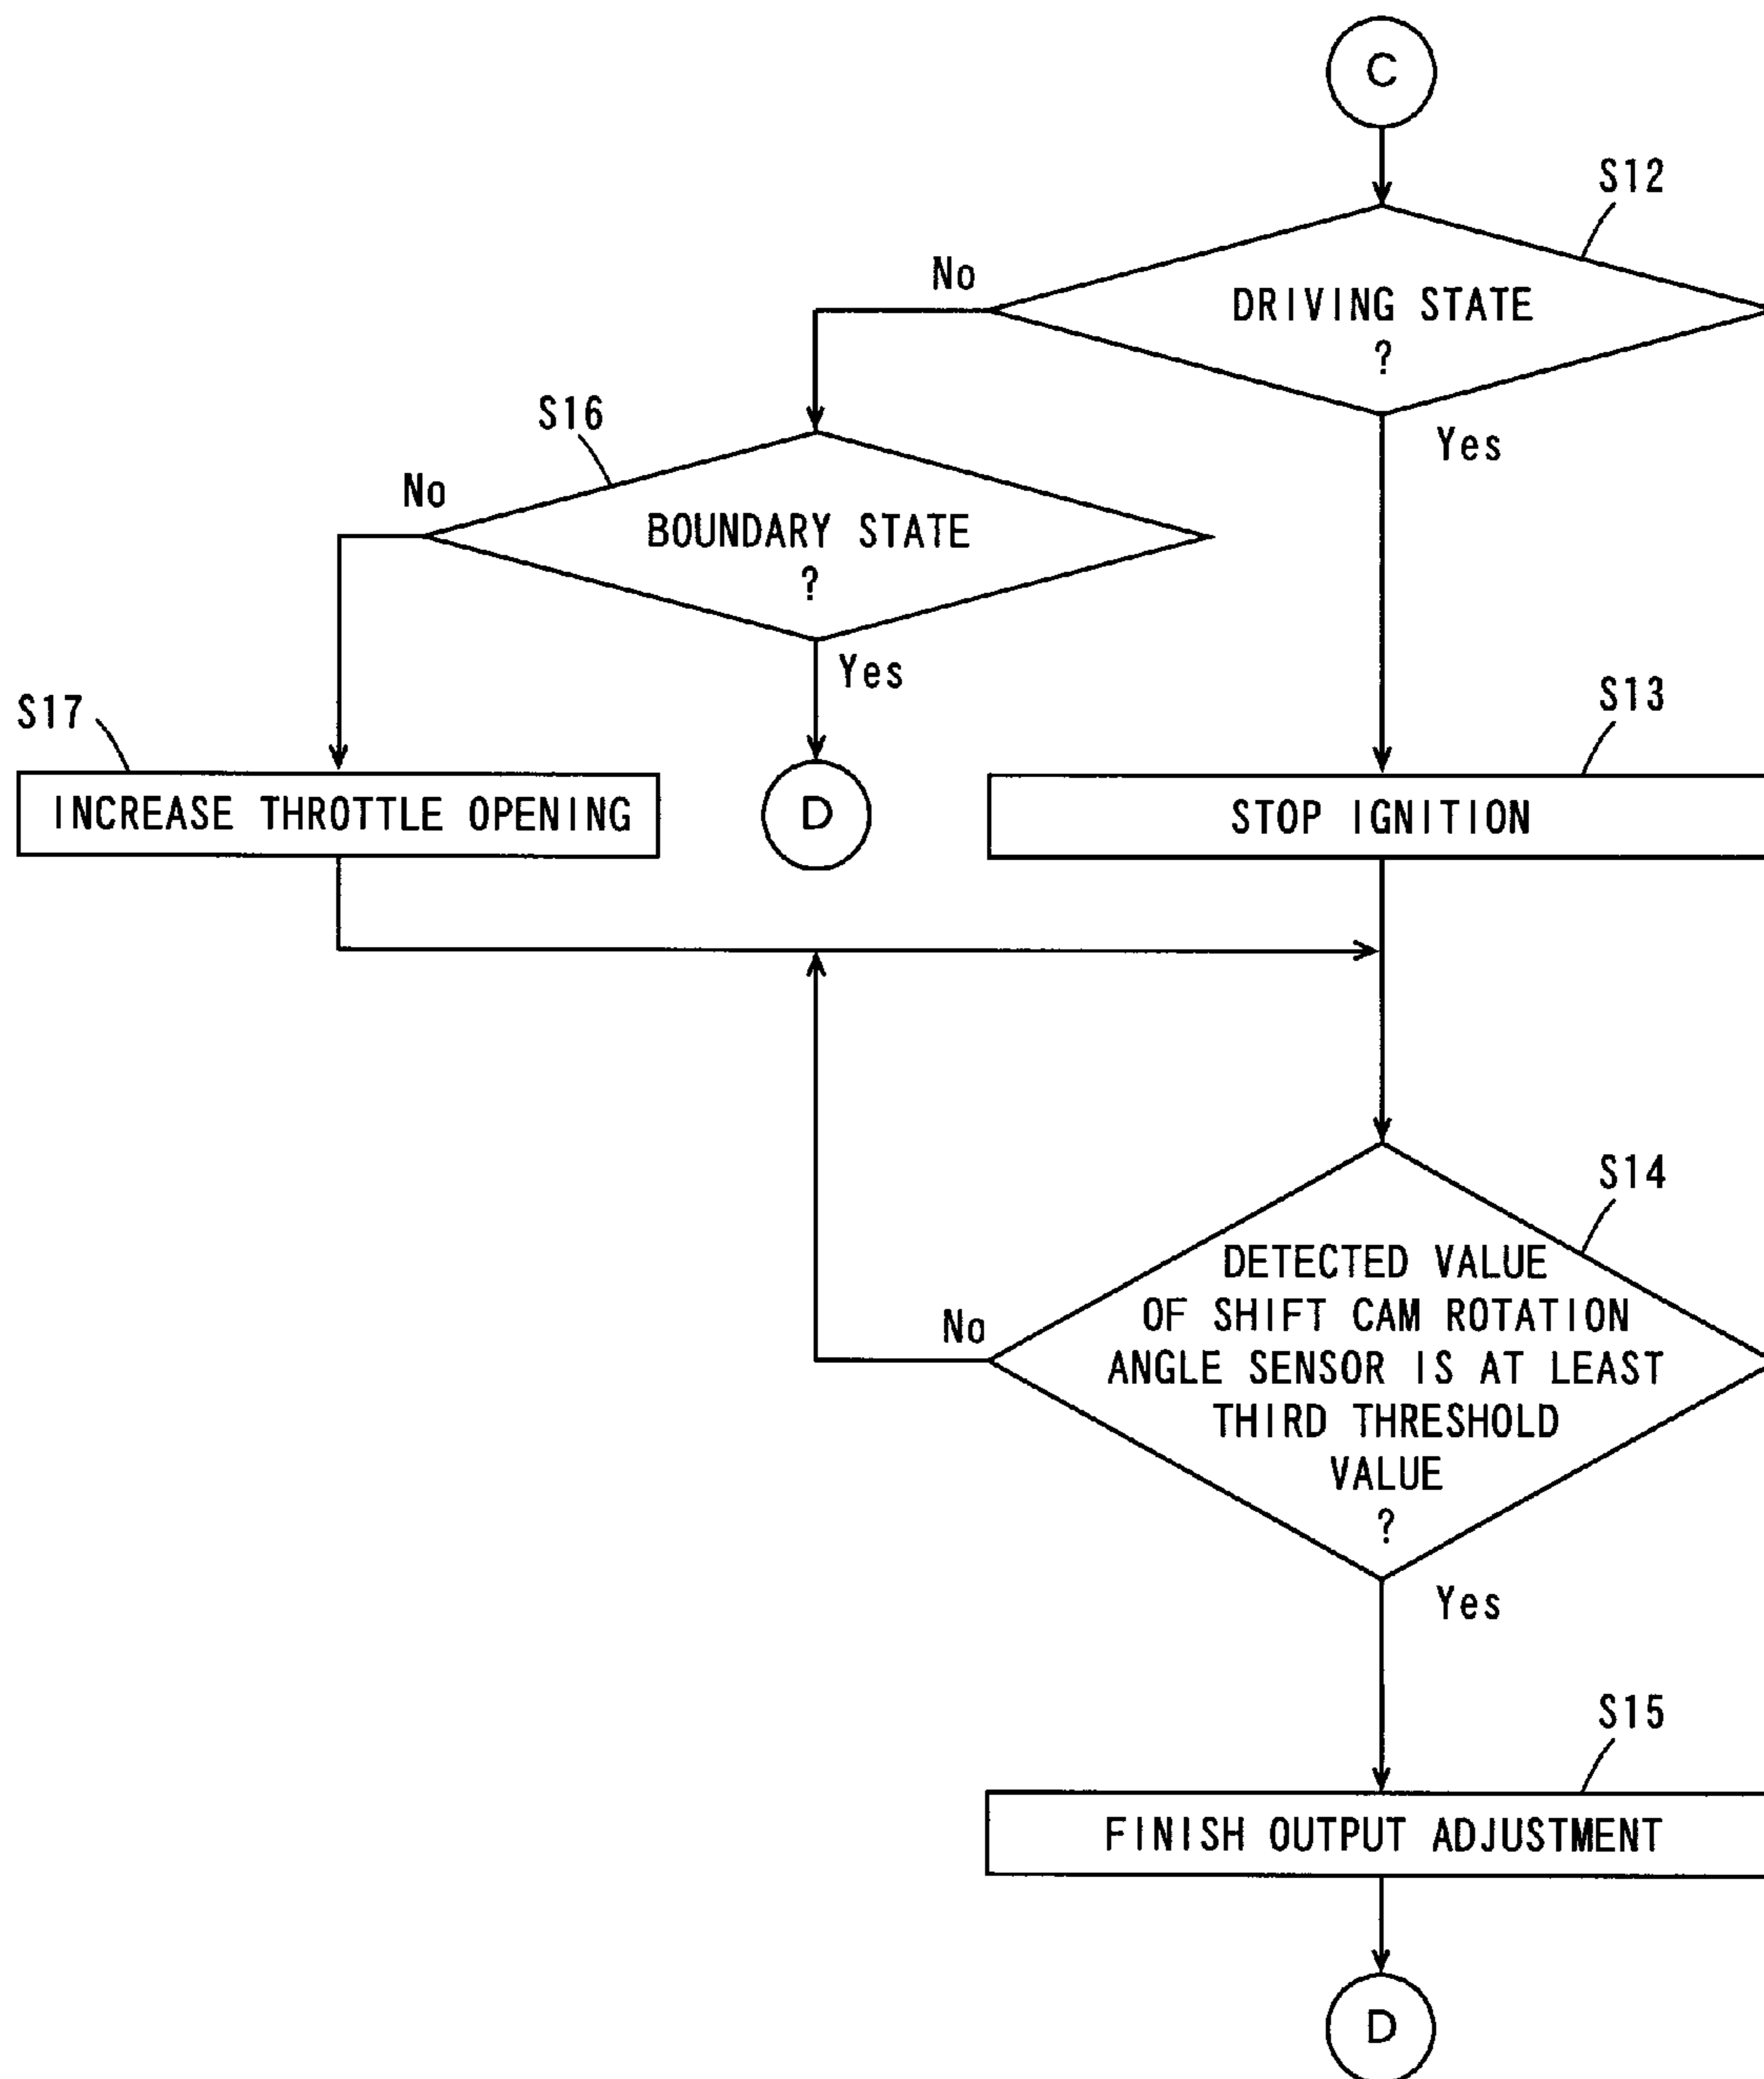 C
S12
No
DRIVING STATE
?
Yes
S16
No
BOUNDARY STATE
?
Yes
S17
INCREASE THROTTLE OPENING
D
S13
STOP IGNITION
S14
No
DETECTED VALUE
OF SHIFT CAM ROTATION
ANGLE SENSOR IS AT LEAST
THIRD THRESHOLD
VALUE
?
Yes
S15
FINISH OUTPUT ADJUSTMENT
D